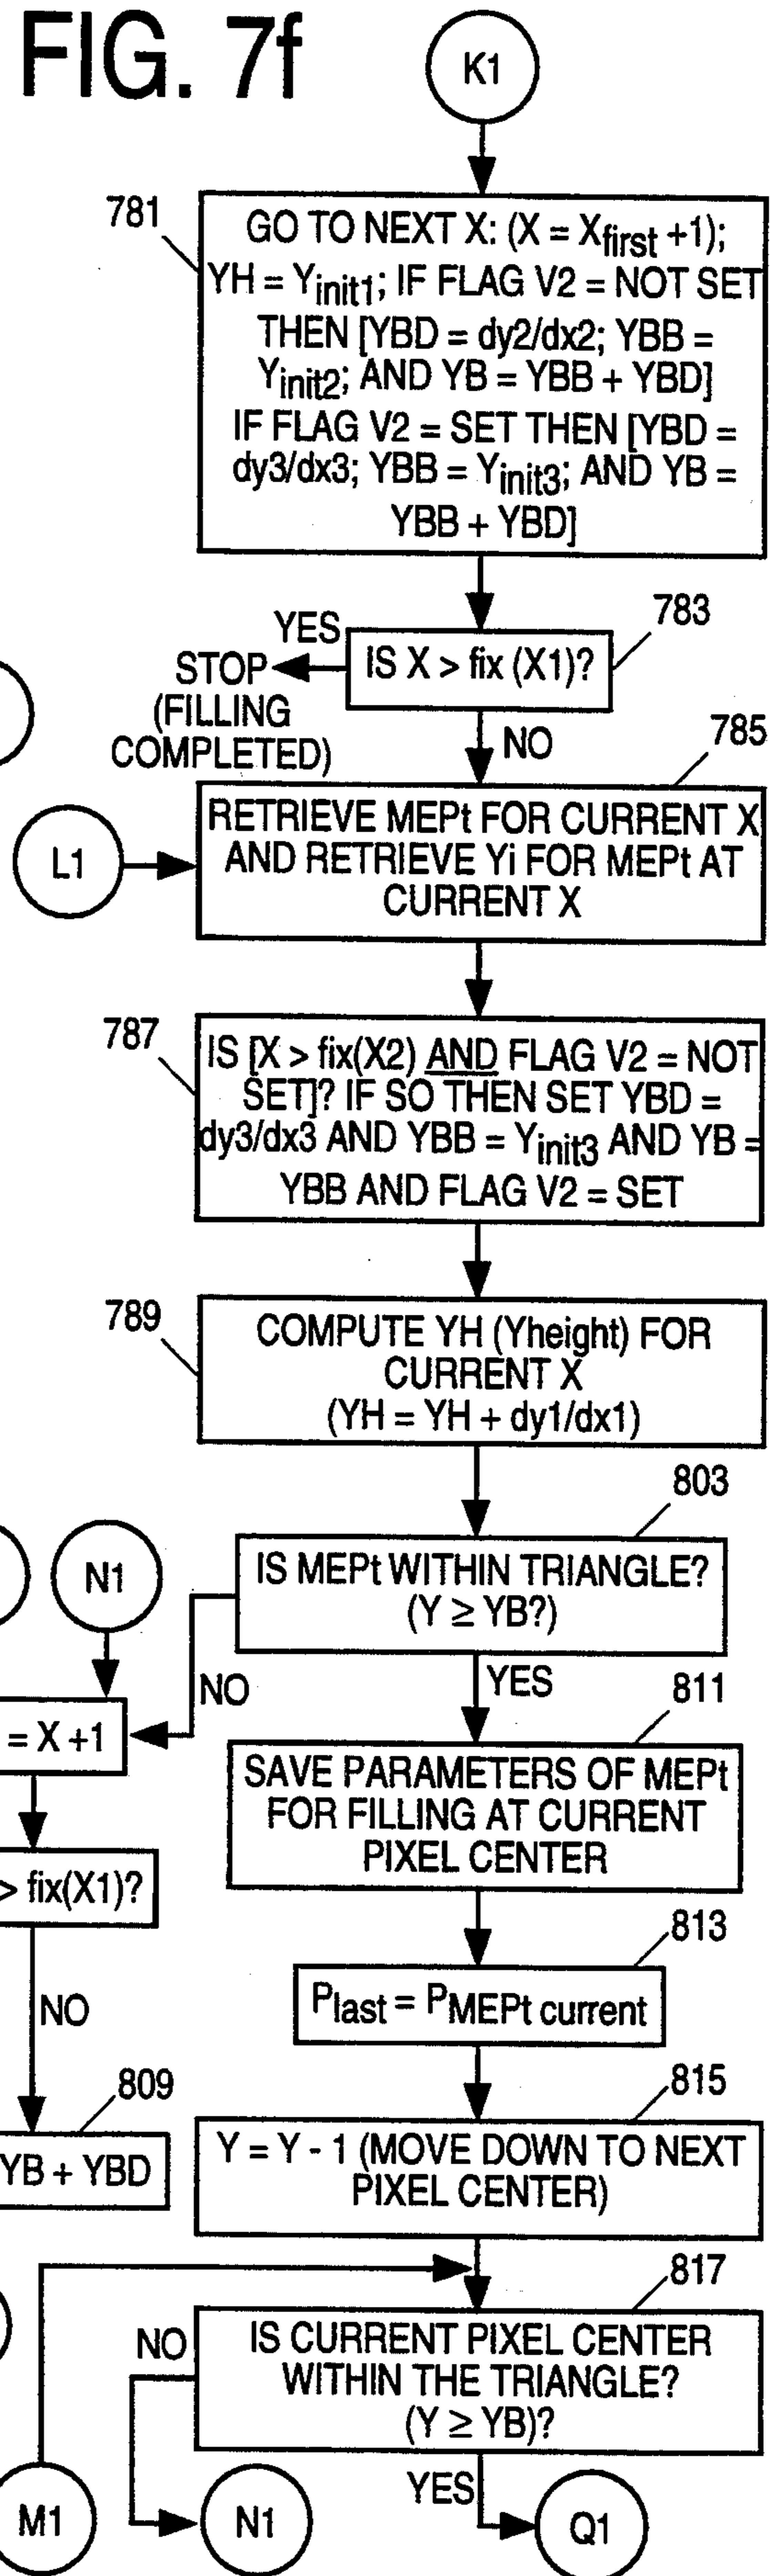 FIG. 7f
K1
781
GO TO NEXT X: (X = Xfirst +1);
YH = Yinit1; IF FLAG V2 = NOT SET
THEN [YBD = dy2/dx2; YBB =
Yinit2; AND YB = YBB + YBD]
IF FLAG V2 = SET THEN [YBD =
dy3/dx3; YBB = Yinit3; AND YB =
YBB + YBD]
783
YES
IS X > fix (X1)?
STOP
(FILLING
COMPLETED)
NO
785
L1
RETRIEVE MEPt FOR CURRENT X
AND RETRIEVE Yi FOR MEPt AT
CURRENT X
787
IS [X > fix(X2) AND FLAG V2 = NOT
SET]? IF SO THEN SET YBD =
dy3/dx3 AND YBB = Yinit3 AND YB =
YBB AND FLAG V2 = SET
789
COMPUTE YH (Yheight) FOR
CURRENT X
(YH = YH + dy1/dx1)
803
N1
IS MEPt WITHIN TRIANGLE?
(Y ≥ YB?)
NO
YES
811
= X +1
SAVE PARAMETERS OF MEPt
FOR FILLING AT CURRENT
PIXEL CENTER
> fix(X1)?
813
NO
Plast = PMEPt current
809
815
YB + YBD
Y = Y - 1 (MOVE DOWN TO NEXT
PIXEL CENTER)
817
NO
IS CURRENT PIXEL CENTER
WITHIN THE TRIANGLE?
(Y ≥ YB)?
YES
M1
N1
Q1